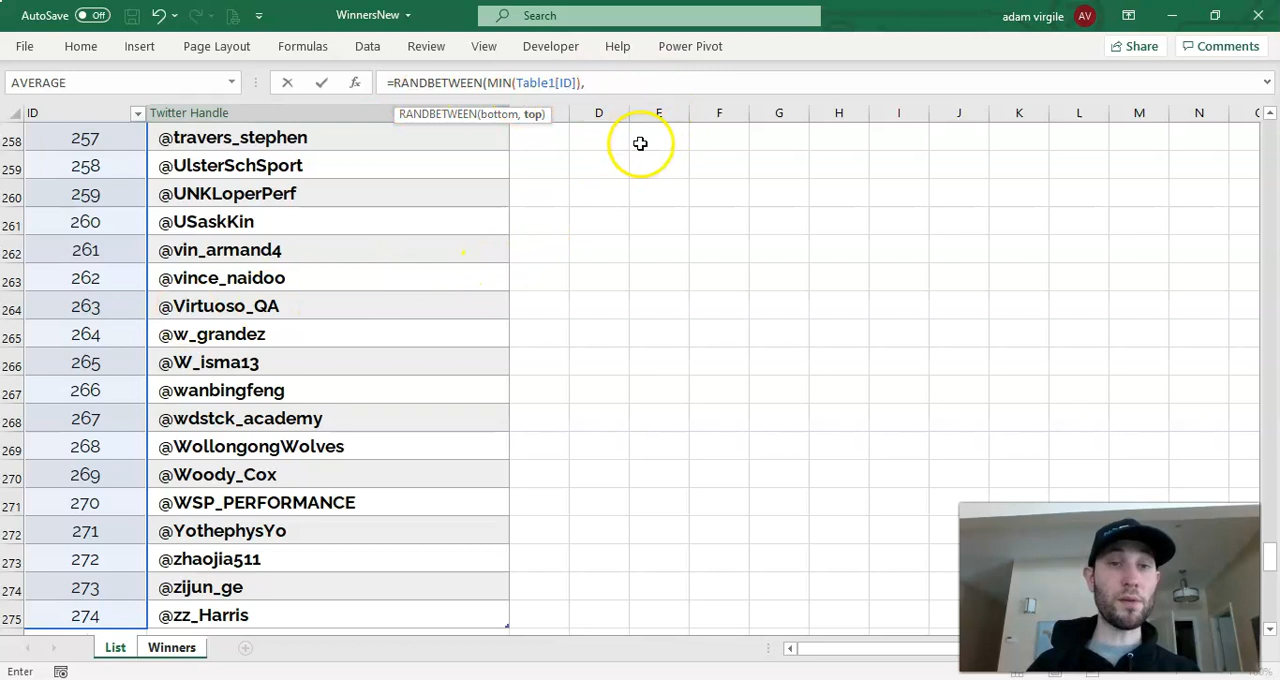 AutoSave Off WinnersNew Search adam virgile AV
File Home Insert Page Layout Formulas Data Review View Developer Help Power Pivot Share Comments
AVERAGE fx =RANDBETWEEN(MIN(Table1[ID]),
RANDBETWEEN(bottom, top)
ID Twitter Handle D E F G H I J K L M N
258 257 @travers_stephen
259 258 @UlsterSchSport
260 259 @UNKLoperPerf
261 260 @USaskKin
262 261 @vin_armand4
263 262 @vince_naidoo
264 263 @Virtuoso_QA
265 264 @w_grandez
266 265 @W_isma13
267 266 @wanbingfeng
268 267 @wdstck_academy
269 268 @WollongongWolves
270 269 @Woody_Cox
271 270 @WSP_PERFORMANCE
272 271 @YothephysYo
273 272 @zhaojia511
274 273 @zijun_ge
275 274 @zz_Harris
List Winners
Enter